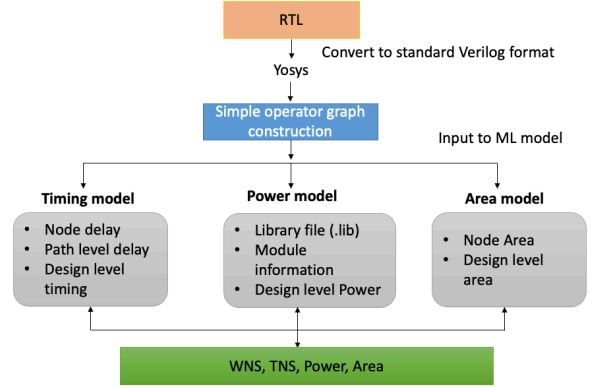 RTL
Convert to standard Verilog format
Yosys
Simple operator graph
construction
Input to ML model
Timing model
• Node delay
• Path level delay
• Design level
timing
Power model
• Library file (.lib)
• Module
information
• Design level Power
Area model
• Node Area
• Design level
area
WNS, TNS, Power, Area